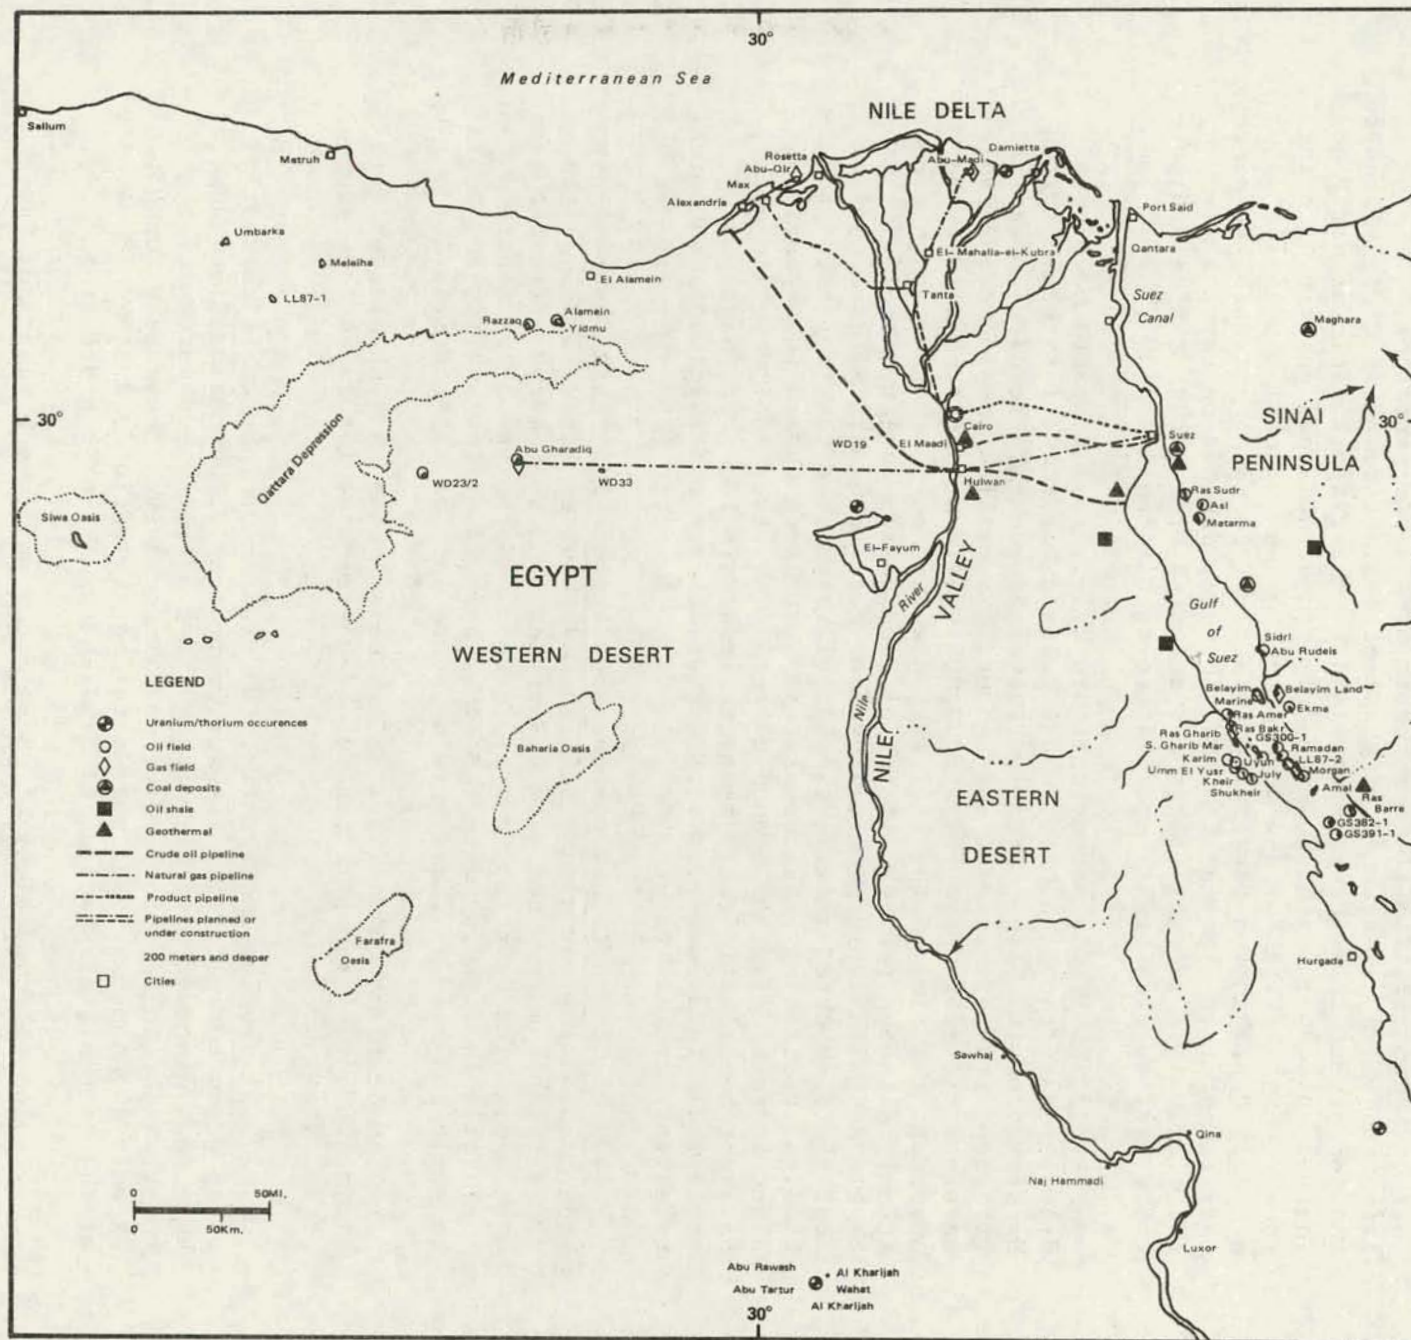 30°
Mediterranean Sea
NILE DELTA
Sallum
Matruh
Rosetta
Abu-Qir
Max
Alexandria
Abu-Madi
Damietta
Port Said
Qantara
Umbarka
Meleiha
LL87-1
El Alamein
El-Mahalla-el-Kubra
Tanta
Suez
Canal
Razzaq
Alamein
Yidmu
Maghara
30°
Qattara Depression
SINAI
PENINSULA
30°
WD19
El Maadi
Cairo
Suez
Abu Gharadiq
WD23/2
WD33
Hulwan
Ras Sudr
Asl
Matarma
Siwa Oasis
El-Fayum
EGYPT
River
VALLEY
Gulf
of
Suez
WESTERN DESERT
Sidri
Abu Rudeis
LEGEND
Uranium/thorium occurences
Oil field
Gas field
Coal deposits
Oil shale
Geothermal
Crude oil pipeline
Natural gas pipeline
Product pipeline
Pipelines planned or
under construction
200 meters and deeper
Cities
Baharia Oasis
Nile
NILE
Belayim
Marine
Belayim Land
Ekma
Ras Amer
Ras Bakr
Ras Gharib
GS300-1
S. Gharib Mar
Ramadan
Karim
Uyun
LL87-2
Umm El Yusr
July
Morgan
Kheir
Shukheir
Amal
Ras
Barre
GS382-1
GS391-1
EASTERN
DESERT
Farafra
Oasis
Hurgada
Sawhaj
Qina
Naj Hammadi
Luxor
0 50MI.
0 50Km.
Abu Rawash
Abu Tartur
Al Kharijah
Wahat
Al Kharijah
30°